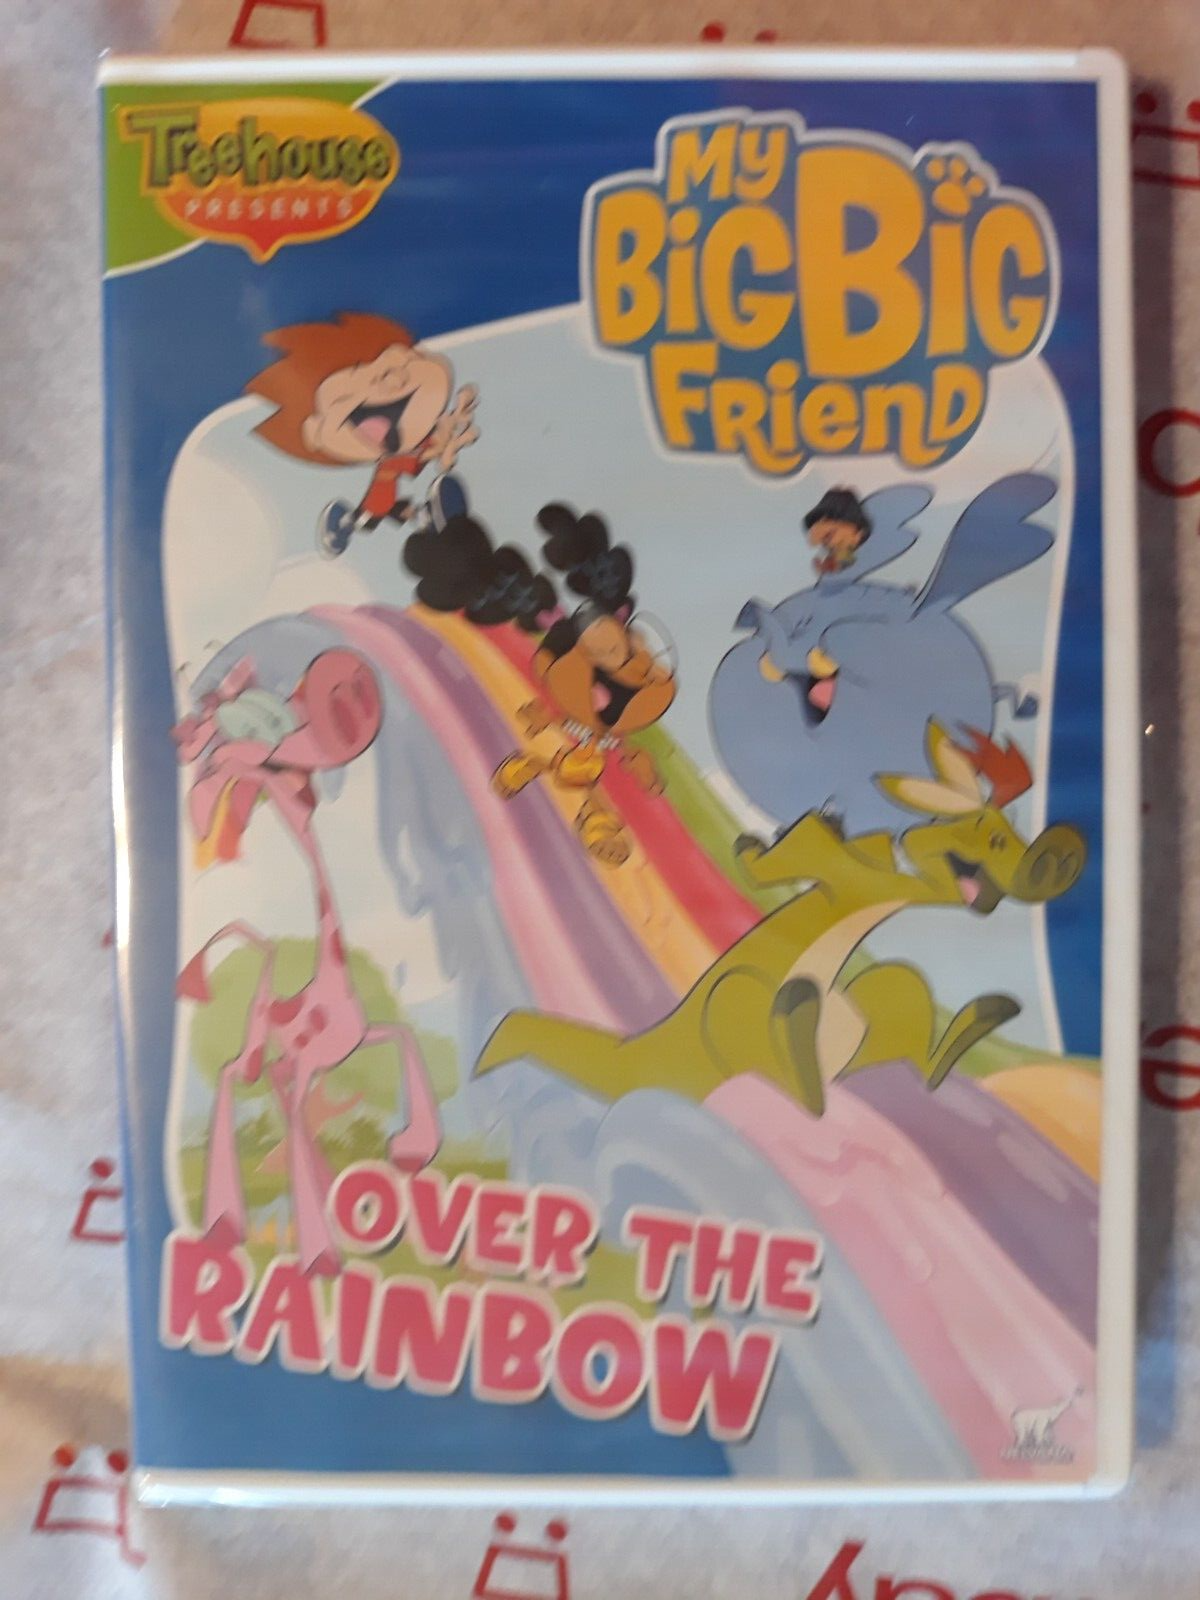 Treehouse
PRESENTS
My
BiG BiG
FRienD
OVER THE
RAINBOW